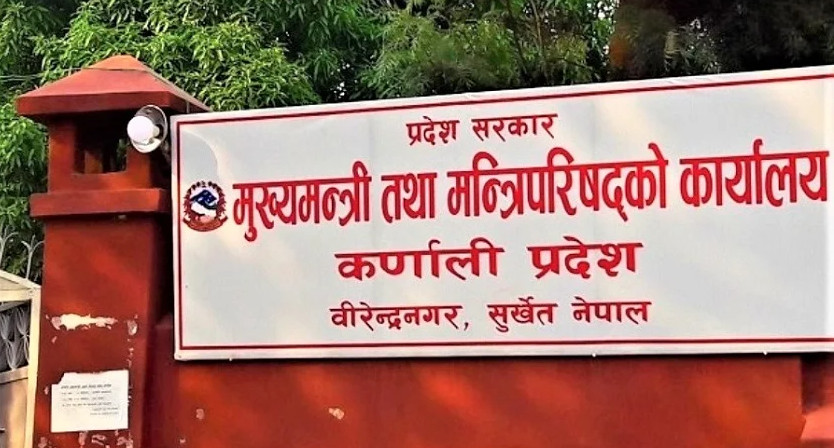 प्रदेश सरकार
मुख्यमन्त्री तथा मन्त्रिपरिषद्को कार्यालय
कर्णाली प्रदेश
वीरेन्द्रनगर, सुर्खेत नेपाल